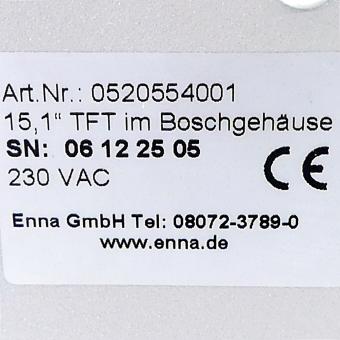 Art.Nr.: 0520554001
15,1“ TFT im Boschgehäuse
SN: 06 12 25 05
230 VAC
CE
Enna GmbH Tel: 08072-3789-0
www.enna.de